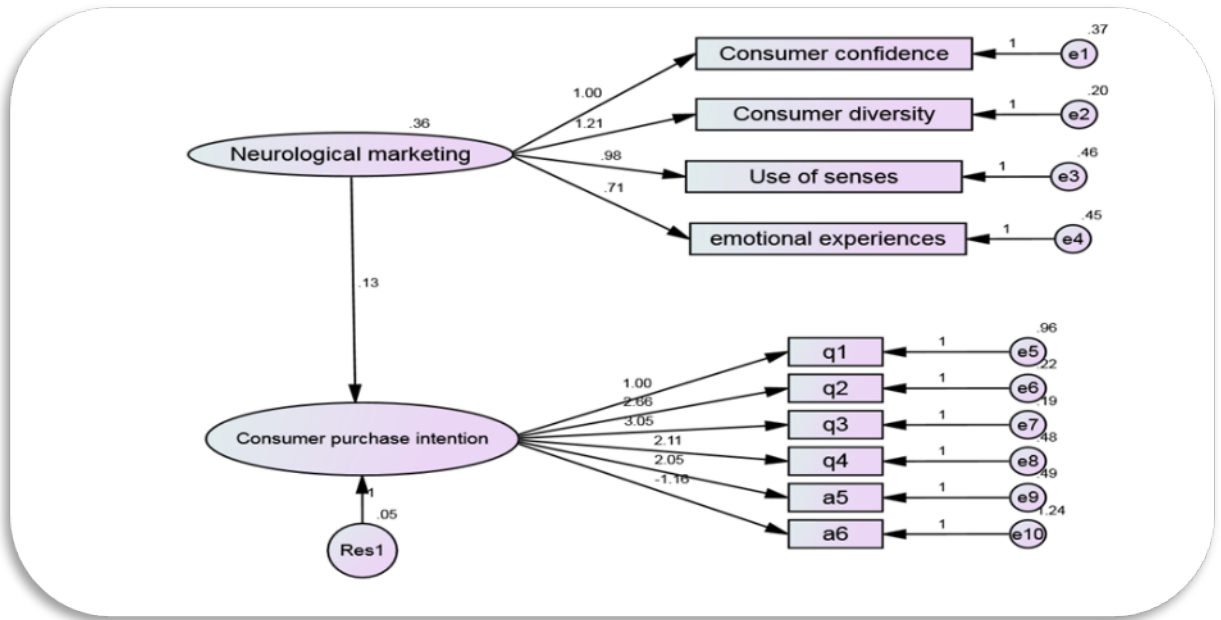 .37
Consumer confidence 1 e1
1.00
.20
Consumer diversity 1 e2
.36
1.21
Neurological marketing
.98
.46
Use of senses 1 e3
.71
.45
emotional experiences 1 e4
.13
.96
q1 1 e5
1.00
.22
q2 1 e6
2.66
.19
q3 1 e7
3.05
Consumer purchase intention
2.11
.48
q4 1 e8
2.05
.49
a5 1 e9
-1.16
1.24
a6 1 e10
1
.05
Res1